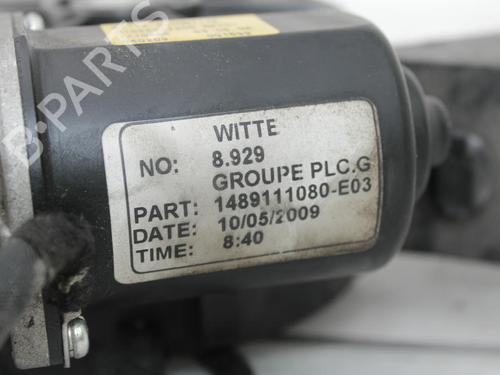 WITTE
NO: 8.929
GROUPE PLC.G
PART: 1489111080-E03
DATE: 10/05/2009
TIME: 8:40
B-PARTS